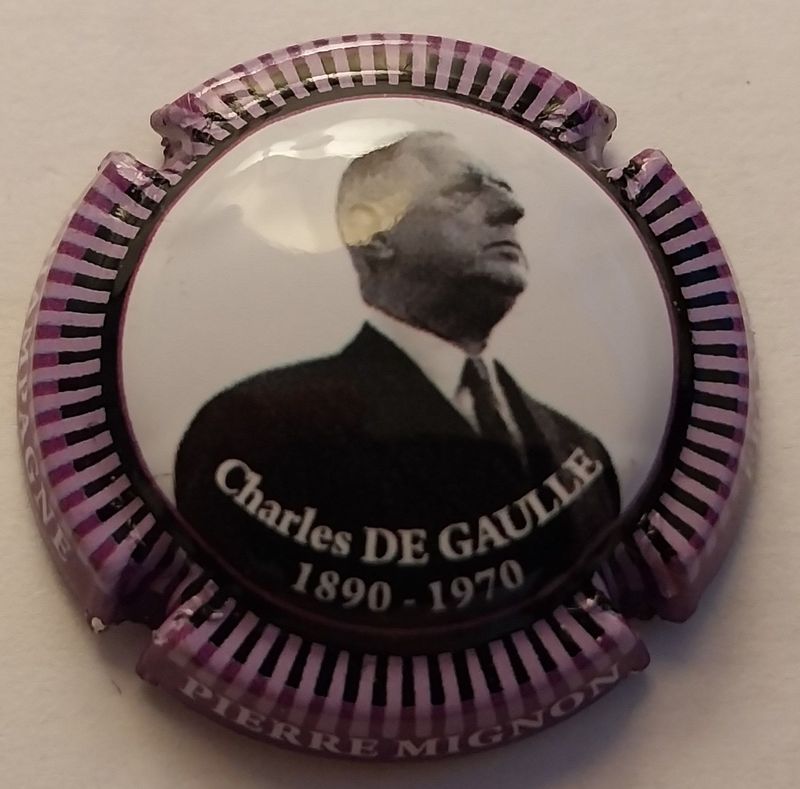 Charles DE GAULLE
1890 - 1970
PIERRE MIGNON